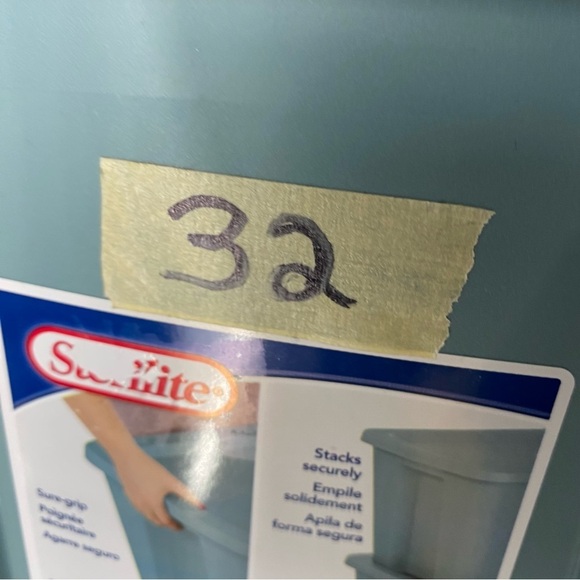 32
Sterilite
Stacks
securely
Empile
solidement
Apila de
forma segura
Sure-grip
Poignée
sécuritaire
Agarre seguro